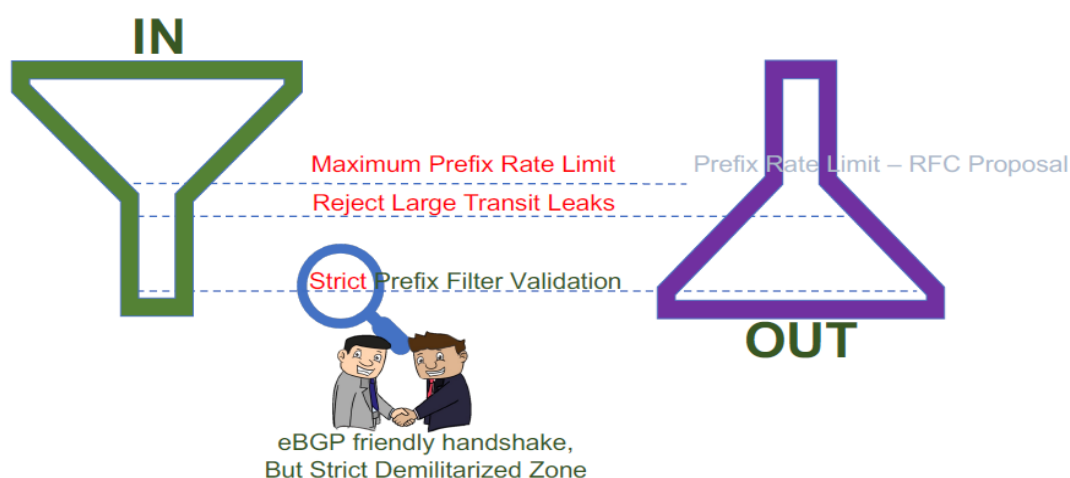 IN
Maximum Prefix Rate Limit
Prefix Rate Limit – RFC Proposal
Reject Large Transit Leaks
Strict Prefix Filter Validation
OUT
eBGP friendly handshake,
But Strict Demilitarized Zone